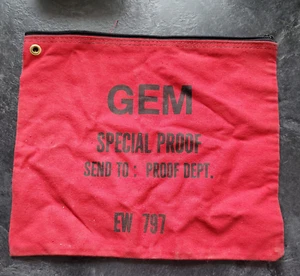 GEM
SPECIAL PROOF
SEND TO : PROOF DEPT.
EW 797